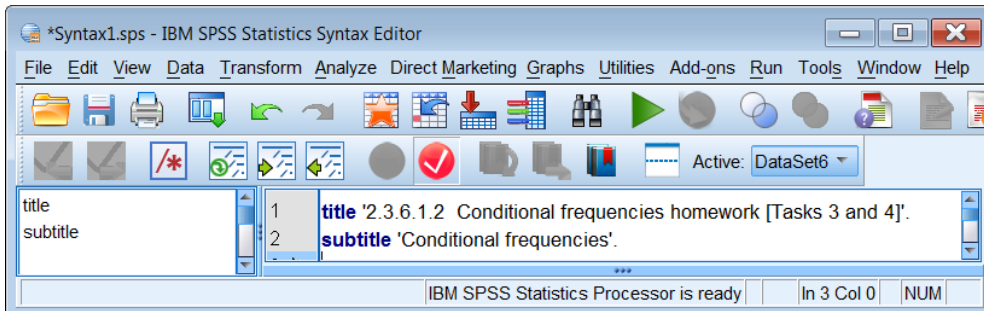 *Syntax1.sps - IBM SPSS Statistics Syntax Editor
File Edit View Data Transform Analyze Direct Marketing Graphs Utilities Add-ons Run Tools Window Help
/*
Active: DataSet6
title
subtitle
1 title '2.3.6.1.2 Conditional frequencies homework [Tasks 3 and 4]'.
2 subtitle 'Conditional frequencies'.
IBM SPSS Statistics Processor is ready In 3 Col 0 NUM